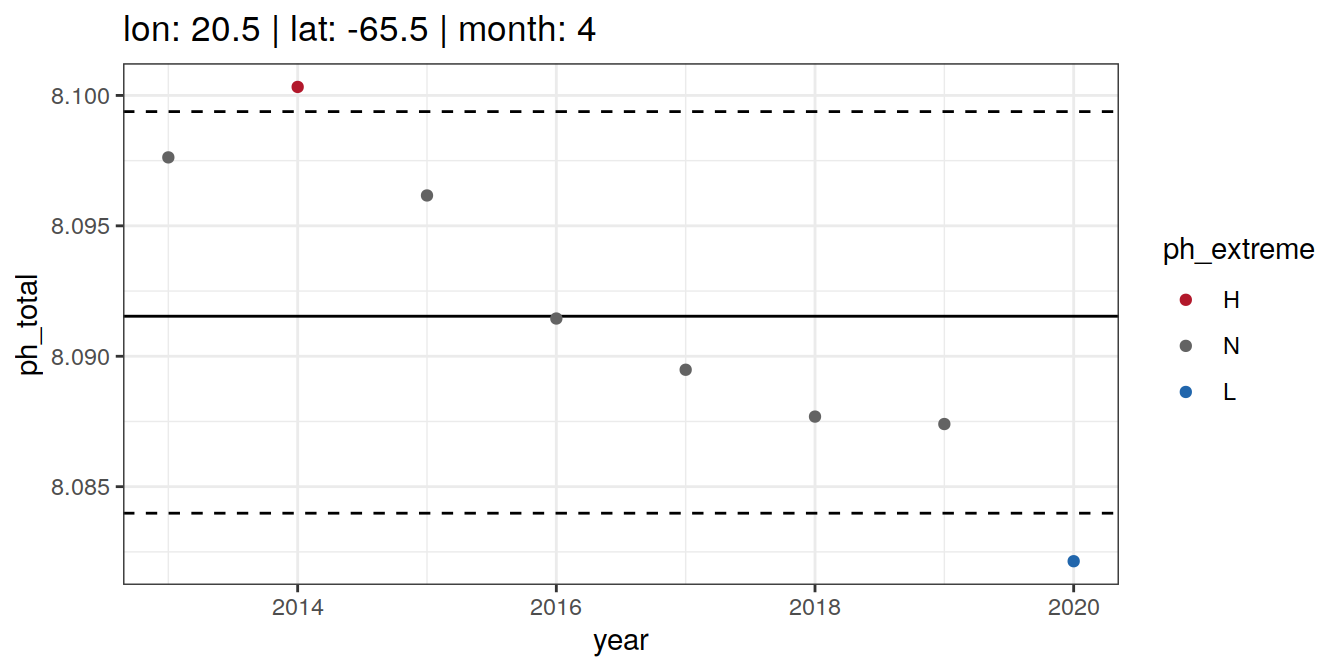 lon: 20.5 | lat: -65.5 | month: 4
8.100
8.095
8.090
8.085
ph_total
2014
2016
2018
2020
year
ph_extreme
H
N
L